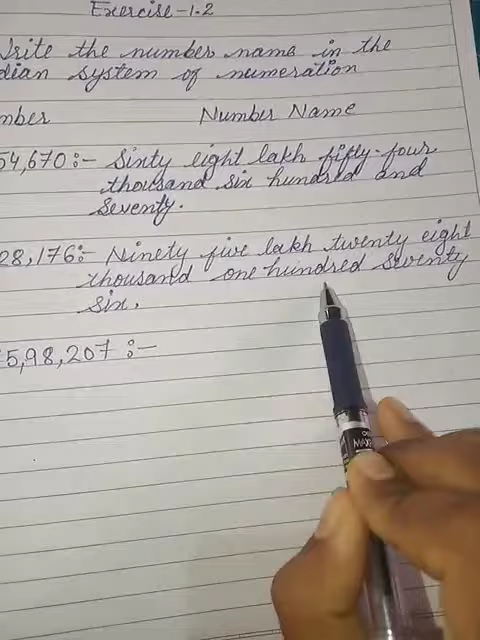 Exercise-1.2
Write the number name in the
dian system of numeration
mber Number Name
54,670:- Sixty eight lakh fifty-four
thousand six hundred and
seventy.
28,176:- Ninety five lakh twenty eight
thousand one hundred seventy
six.
5,98,207 :-